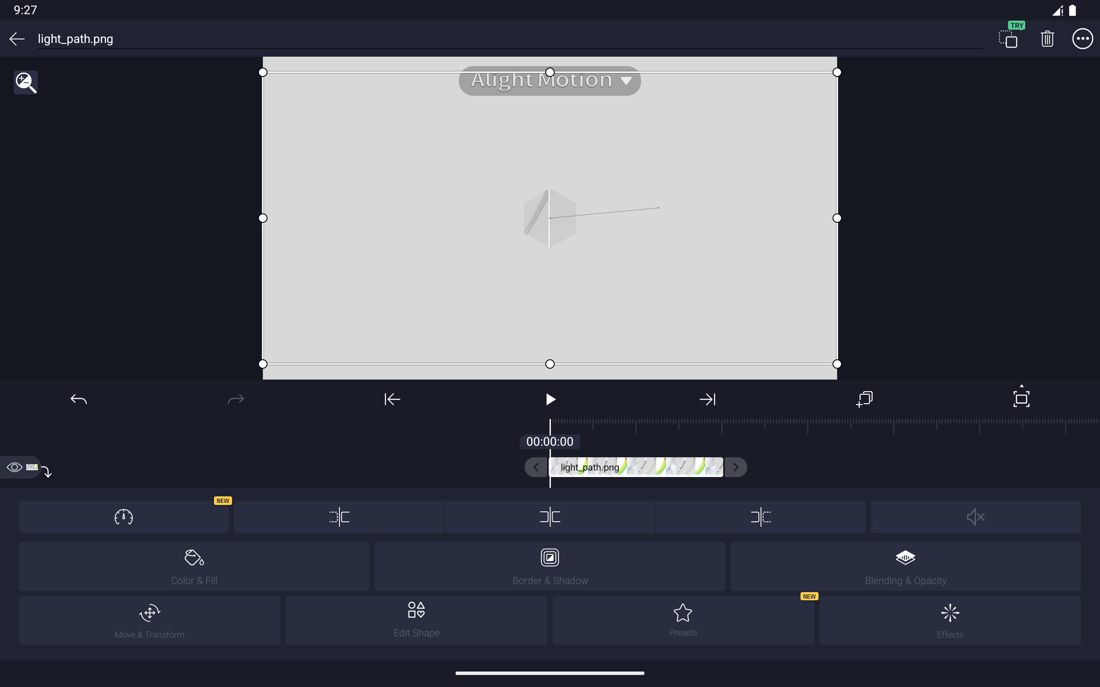 9:27
light_path.png
TRY
Alight Motion
00:00:00
light_path.png
NEW
Color & Fill
Border & Shadow
Blending & Opacity
NEW
Move & Transform
Edit Shape
Presets
Effects